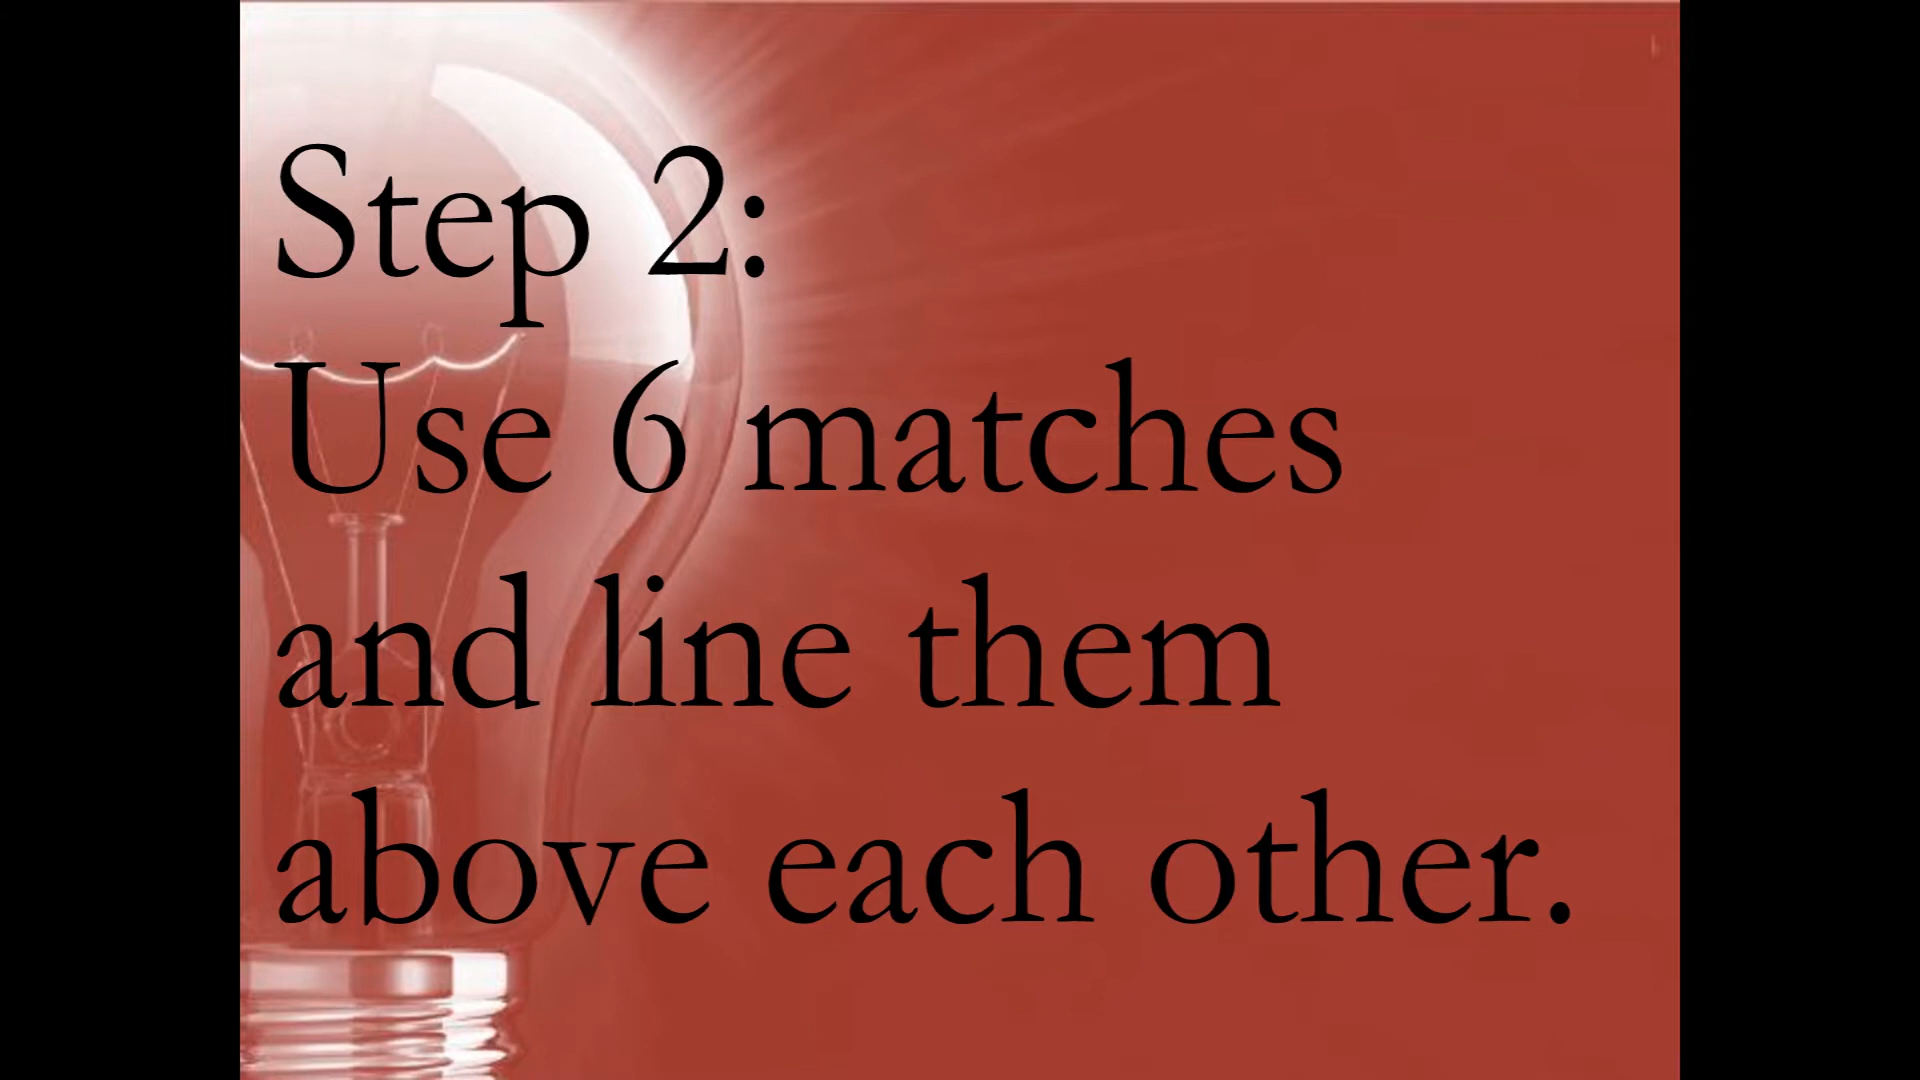 Step 2:
Use 6 matches
and line them
above each other.